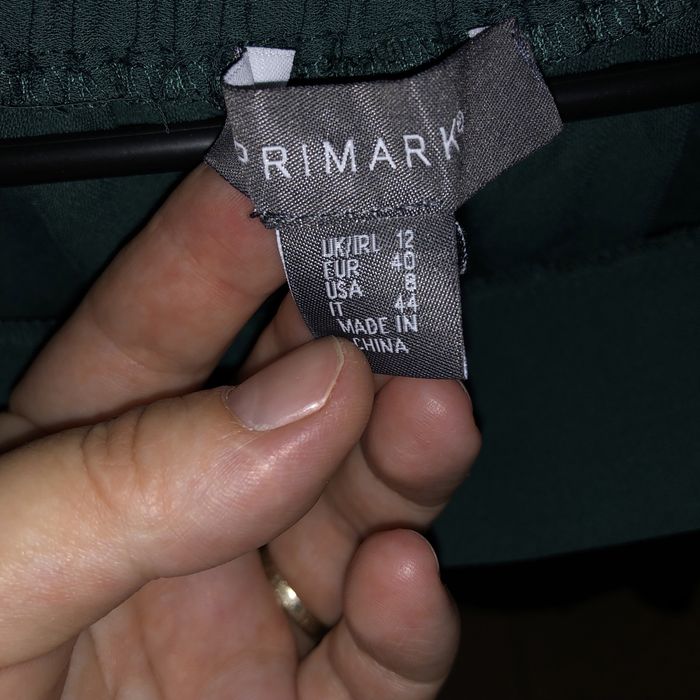 PRIMARK®
UK/IRL 12
EUR 40
USA 8
IT 44
MADE IN
CHINA